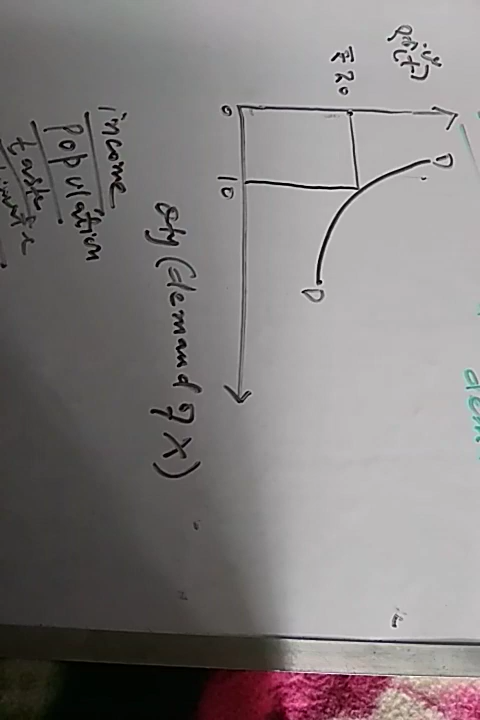 price (₹)
D
₹20
D
0
10
Qty (demand of X)
income
population
taste